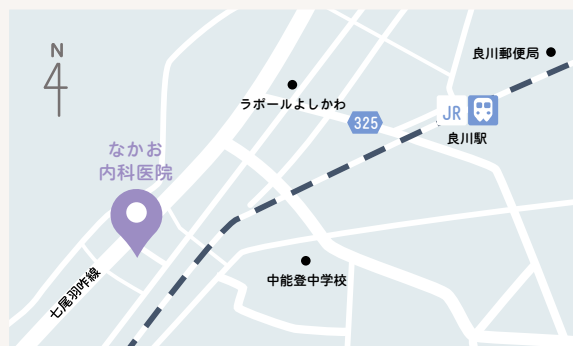 N
良川郵便局
ラポールよしかわ
325
JR
良川駅
なかお
内科医院
七尾羽咋線
中能登中学校